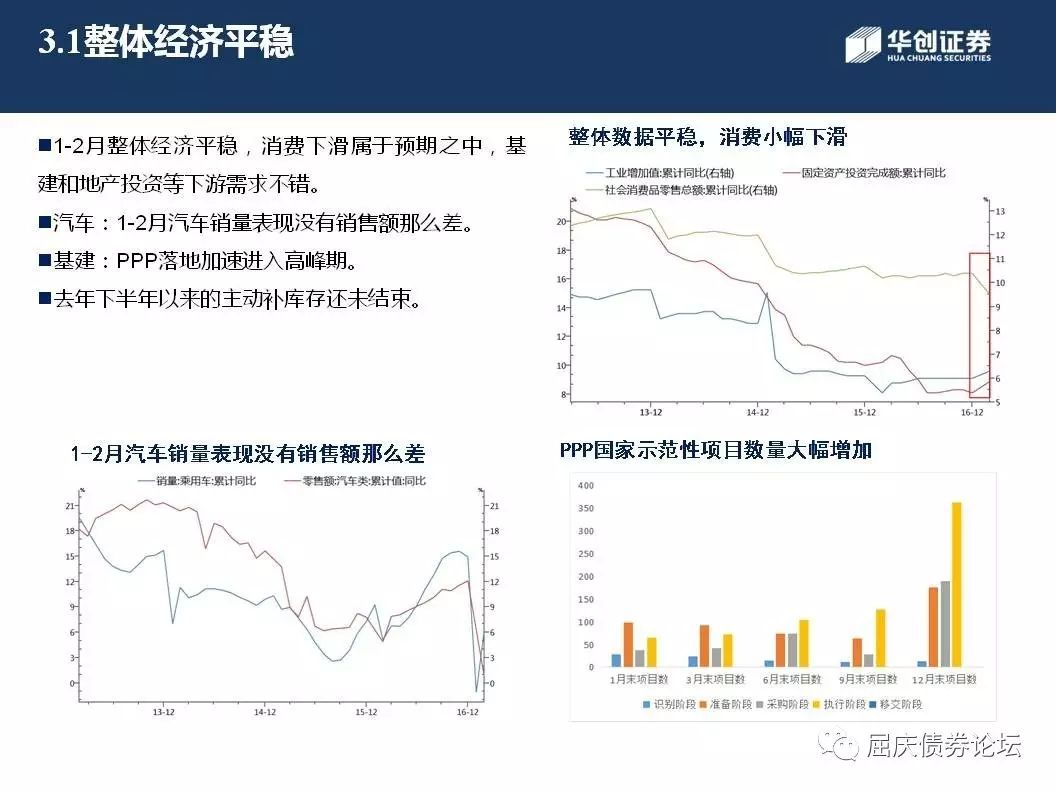 3.1整体经济平稳
华创证券
HUA CHUANG SECURITIES
■1-2月整体经济平稳，消费下滑属于预期之中，基
建和地产投资等下游需求不错。
■汽车：1-2月汽车销量表现没有销售额那么差。
■基建：PPP落地加速进入高峰期。
■去年下半年以来的主动补库存还未结束。
整体数据平稳，消费小幅下滑
工业增加值:累计同比(右轴) 固定资产投资完成额:累计同比
社会消费品零售总额:累计同比(右轴)
% %
20 18 16 14 12 10 8
13 12 11 10 9 8 7 6 5
13-12 14-12 15-12 16-12
1-2月汽车销量表现没有销售额那么差
销量:乘用车:累计同比 零售额:汽车类:累计值:同比
% %
21 18 15 12 9 6 3 0
21 18 15 12 9 6 3 0
13-12 14-12 15-12 16-12
PPP国家示范性项目数量大幅增加
400
350
300
250
200
150
100
50
0
1月末项目数 3月末项目数 6月末项目数 9月末项目数 12月末项目数
识别阶段 准备阶段 采购阶段 执行阶段 移交阶段
屈庆债券论坛